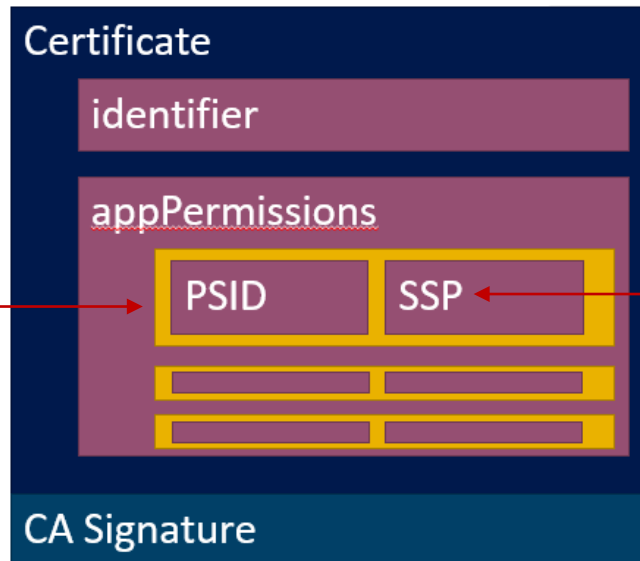 Certificate
identifier
appPermissions
PSID SSP
CA Signature